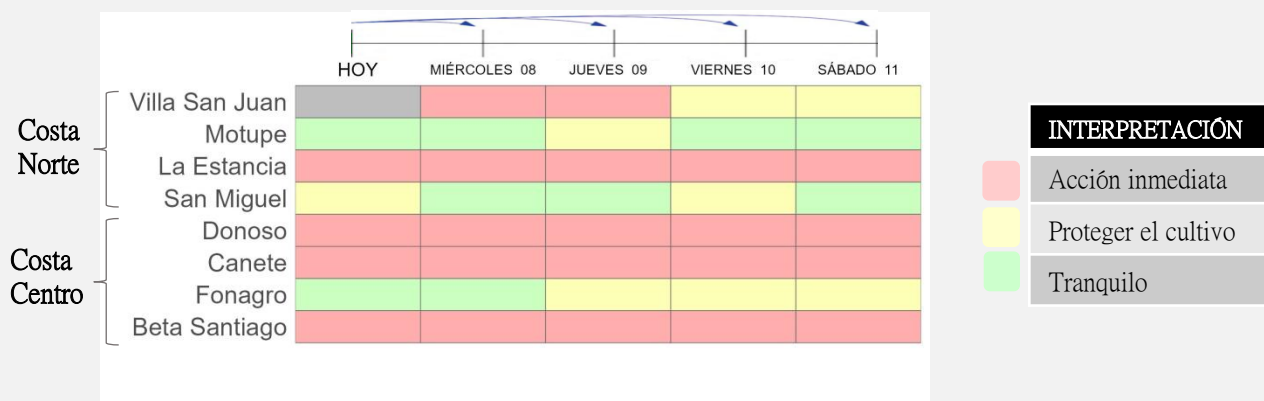 HOY MIÉRCOLES 08 JUEVES 09 VIERNES 10 SÁBADO 11
Costa
Norte
Villa San Juan
Motupe
La Estancia
San Miguel
Costa
Centro
Donoso
Canete
Fonagro
Beta Santiago
INTERPRETACIÓN
Acción inmediata
Proteger el cultivo
Tranquilo